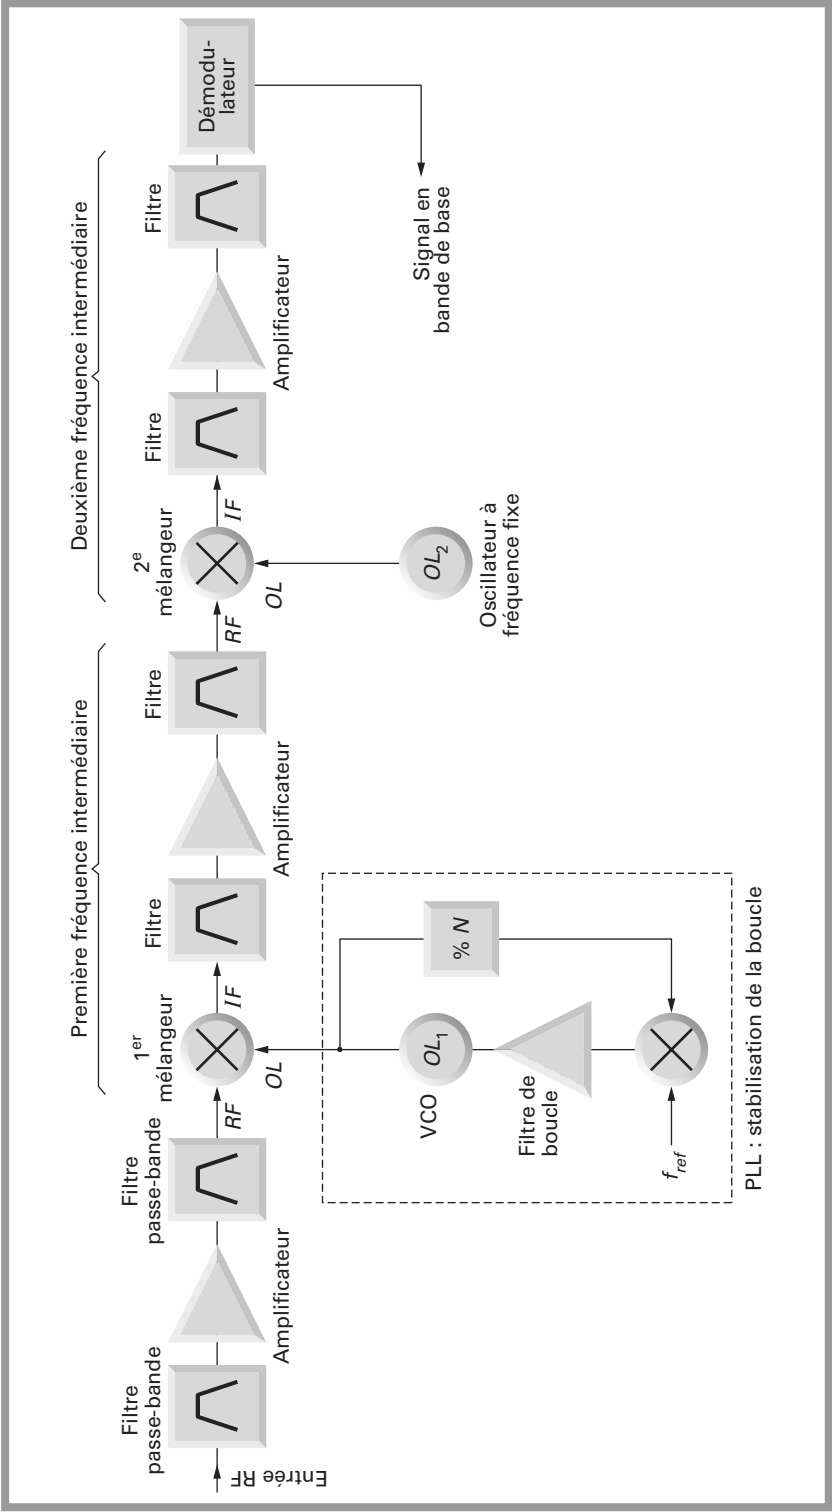 Première fréquence intermédiaire
Deuxième fréquence intermédiaire
Entrée RF
Filtre
passe-bande
Amplificateur
Filtre
passe-bande
RF
1er
mélangeur
OL
IF
Filtre
Amplificateur
Filtre
RF
2e
mélangeur
OL
IF
Filtre
Amplificateur
Filtre
Démodu-
lateur
Signal en
bande de base
VCO
OL1
% N
Filtre de
boucle
fref
PLL : stabilisation de la boucle
OL2
Oscillateur à
fréquence fixe